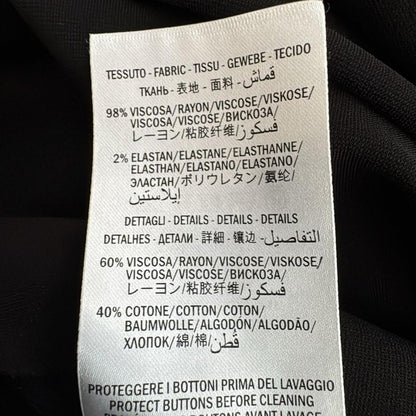 TESSUTO - FABRIC - TISSU - GEWEBE - TECIDO
ТКАНЬ - 表地 - 面料 - قماش
98% VISCOSA/RAYON/VISCOSE/VISKOSE/
VISCOSA/VISCOSE/ВИСКОЗА/
レーヨン/粘胶纤维/فسكوز
2% ELASTAN/ELASTANE/ELASTHANNE/
ELASTHAN/ELASTANO/ELASTANO/
ЭЛАСТАН/ポリウレタン/氨纶/
إيلاستين
DETTAGLI - DETAILS - DETAILS - DETAILS
DETALHES - ДЕТАЛИ - 詳細 - 镶边 - التفاصيل
60% VISCOSA/RAYON/VISCOSE/VISKOSE/
VISCOSA/VISCOSE/ВИСКОЗА/
レーヨン/粘胶纤维/فسكوز
40% COTONE/COTTON/COTON/
BAUMWOLLE/ALGODÓN/ALGODÃO/
ХЛОПОК/綿/棉/قطن
PROTEGGERE I BOTTONI PRIMA DEL LAVAGGIO
PROTECT BUTTONS BEFORE CLEANING
BOUTONS AVANT LAVAGE